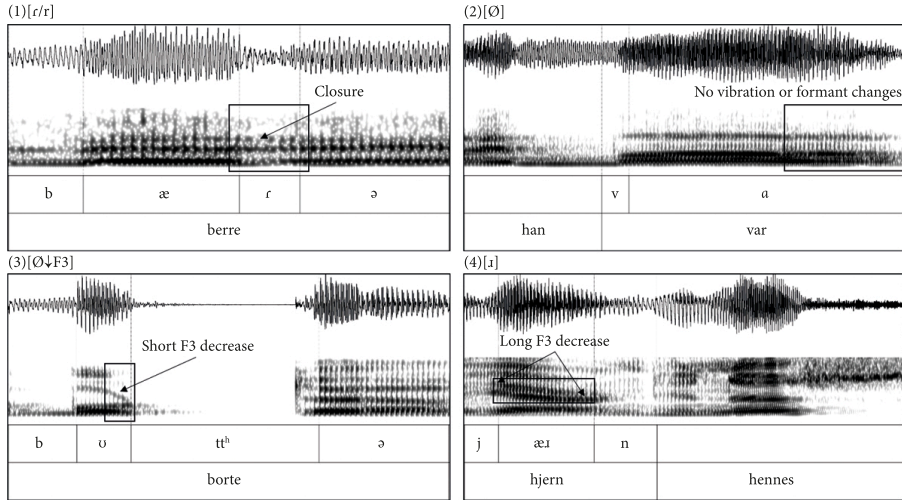 (1)[ɾ/r]
Closure
b æ ɾ ə
berre
(2)[Ø]
No vibration or formant changes
v ɑ
han var
(3)[Ø↓F3]
Short F3 decrease
b ʊ ttʰ ə
borte
(4)[ɹ]
Long F3 decrease
j æɹ n
hjern hennes